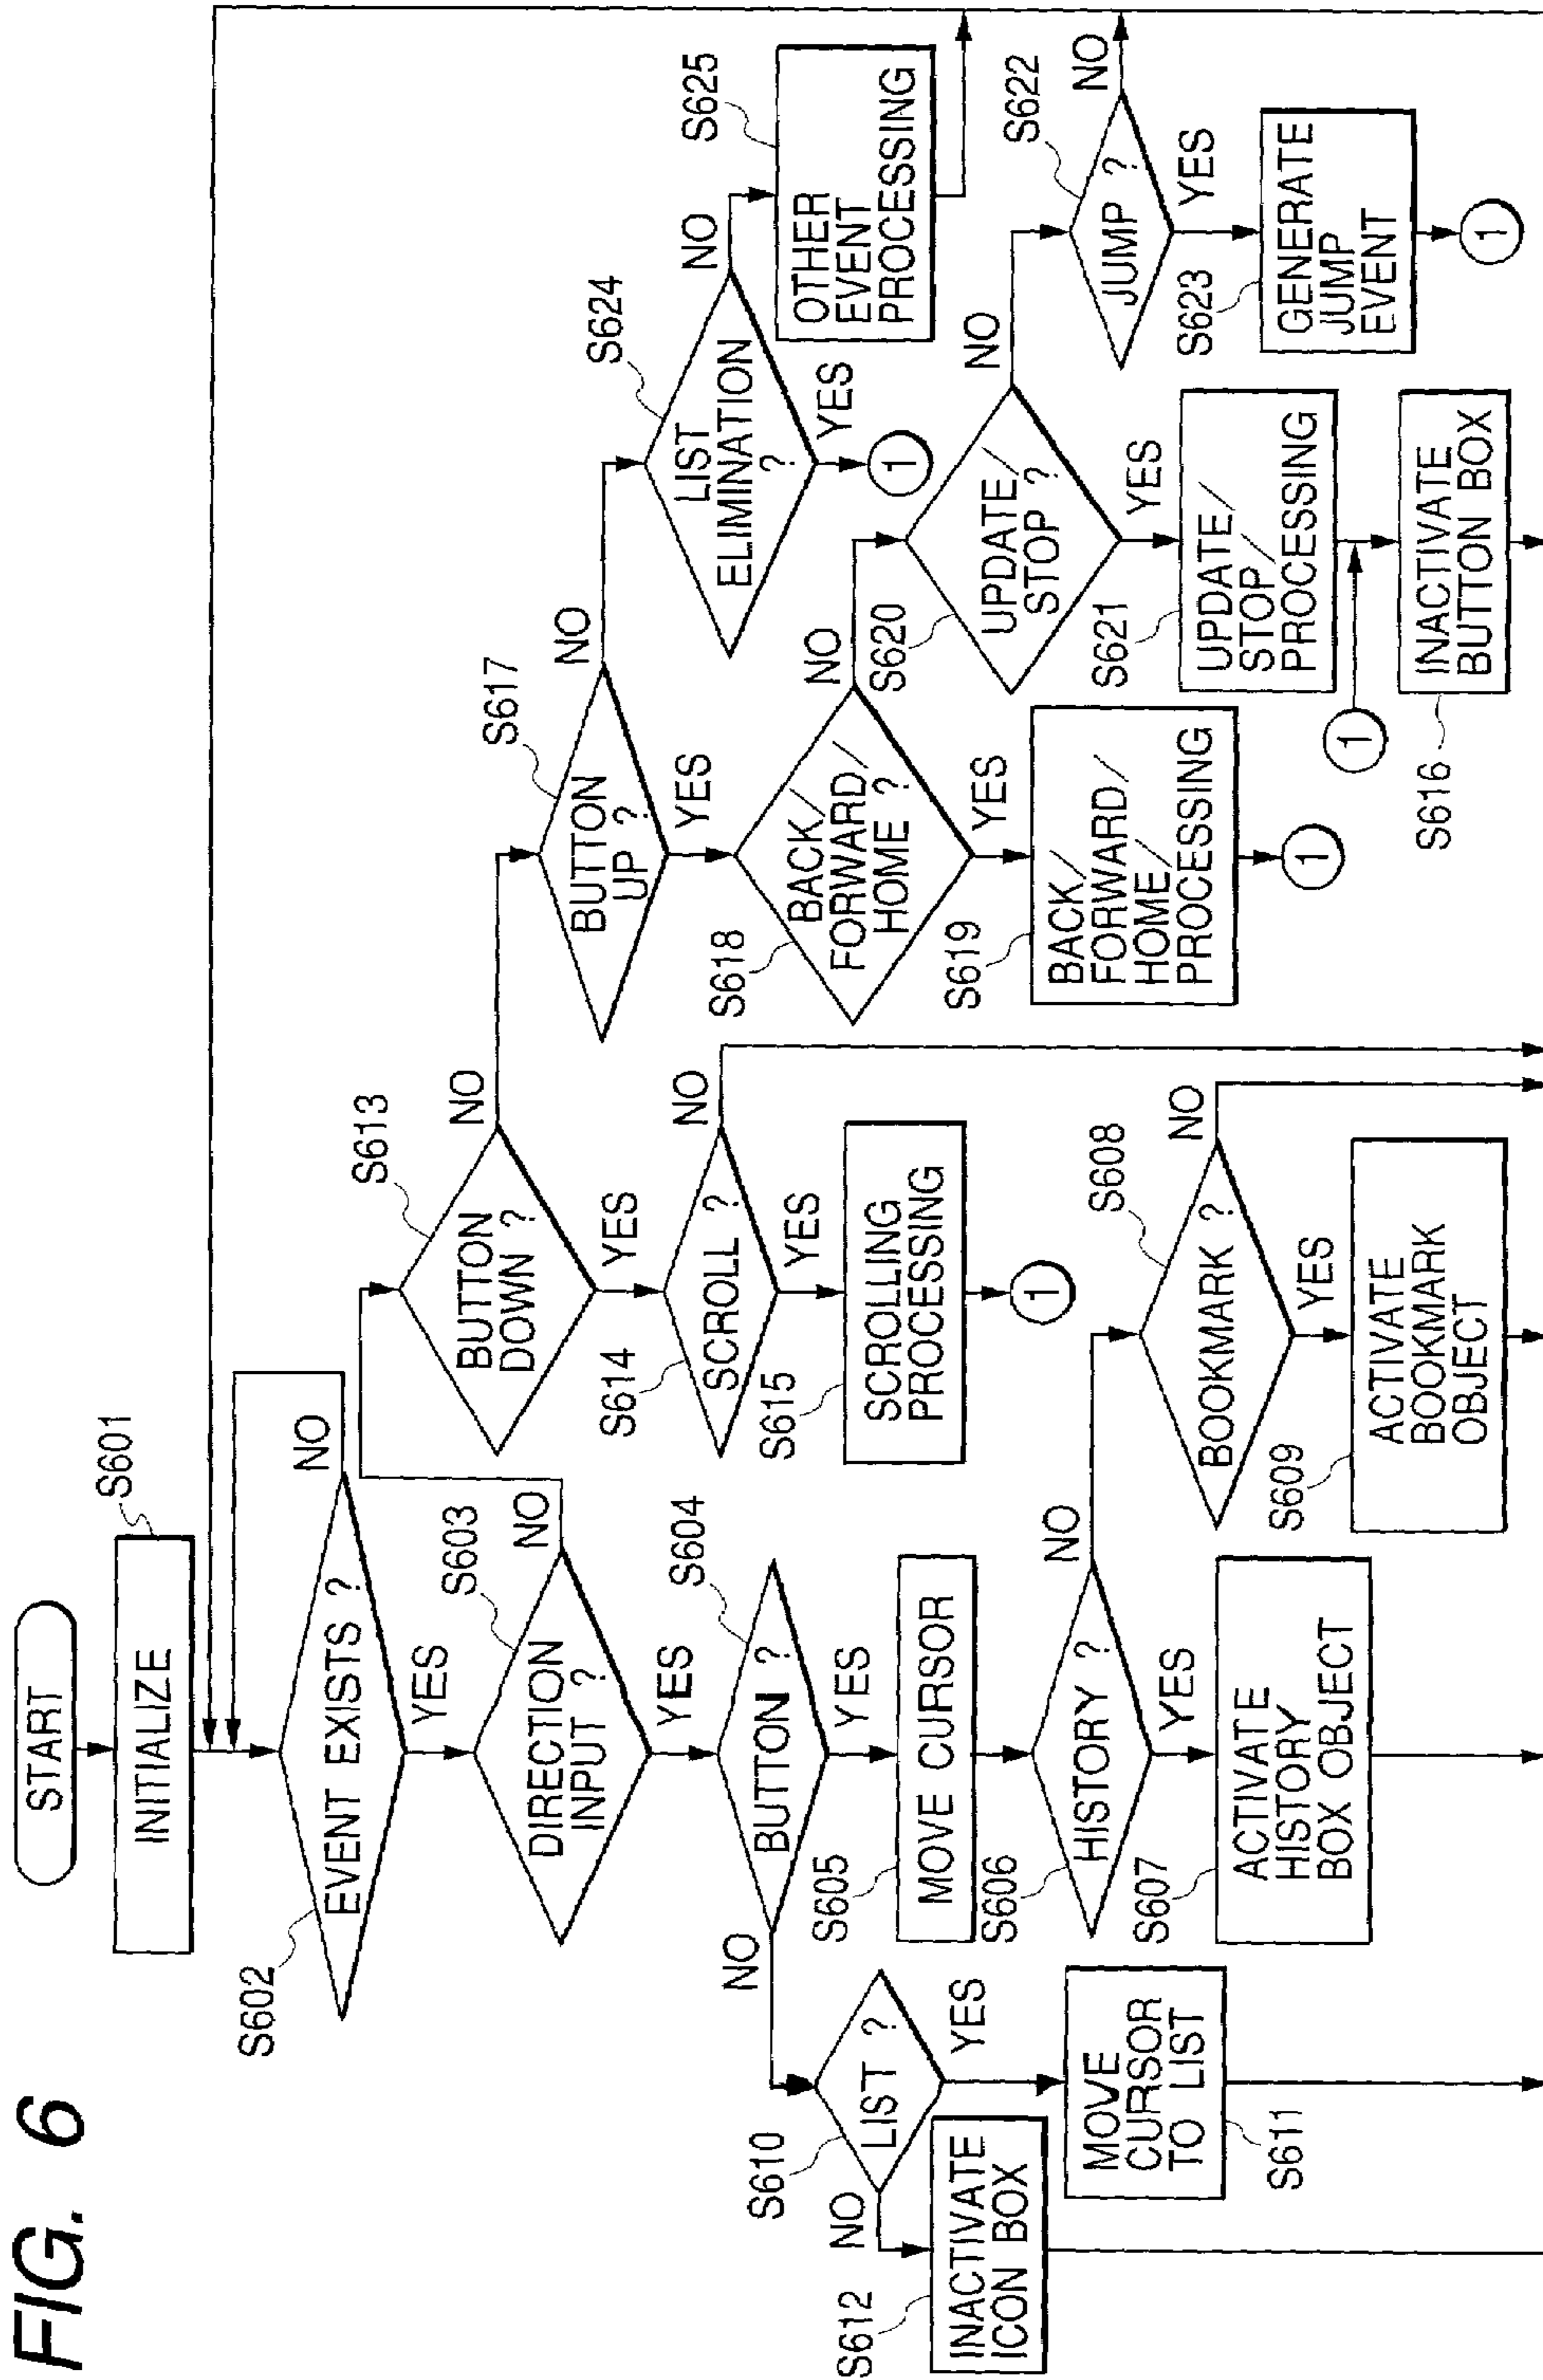 FIG. 6
START
INITIALIZE
S601
EVENT EXISTS ?
S602
NO
YES
DIRECTION
INPUT ?
S603
NO
YES
BUTTON ?
S604
NO
YES
MOVE CURSOR
S605
HISTORY ?
S606
NO
YES
ACTIVATE
HISTORY
BOX OBJECT
S607
BOOKMARK ?
S608
NO
YES
ACTIVATE
BOOKMARK
OBJECT
S609
LIST ?
S610
NO
YES
MOVE
CURSOR
TO LIST
S611
INACTIVATE
ICON BOX
S612
BUTTON
DOWN ?
S613
NO
YES
SCROLL ?
S614
NO
YES
SCROLLING
PROCESSING
S615
1
BUTTON
UP ?
S617
NO
YES
BACK/
FORWARD/
HOME ?
S618
NO
YES
BACK/
FORWARD/
HOME
PROCESSING
S619
1
UPDATE/
STOP ?
S620
NO
YES
UPDATE/
STOP
PROCESSING
S621
1
INACTIVATE
BUTTON BOX
S616
JUMP ?
S622
NO
YES
GENERATE
JUMP
EVENT
S623
1
LIST
ELIMINATION
?
S624
NO
YES
1
OTHER
EVENT
PROCESSING
S625